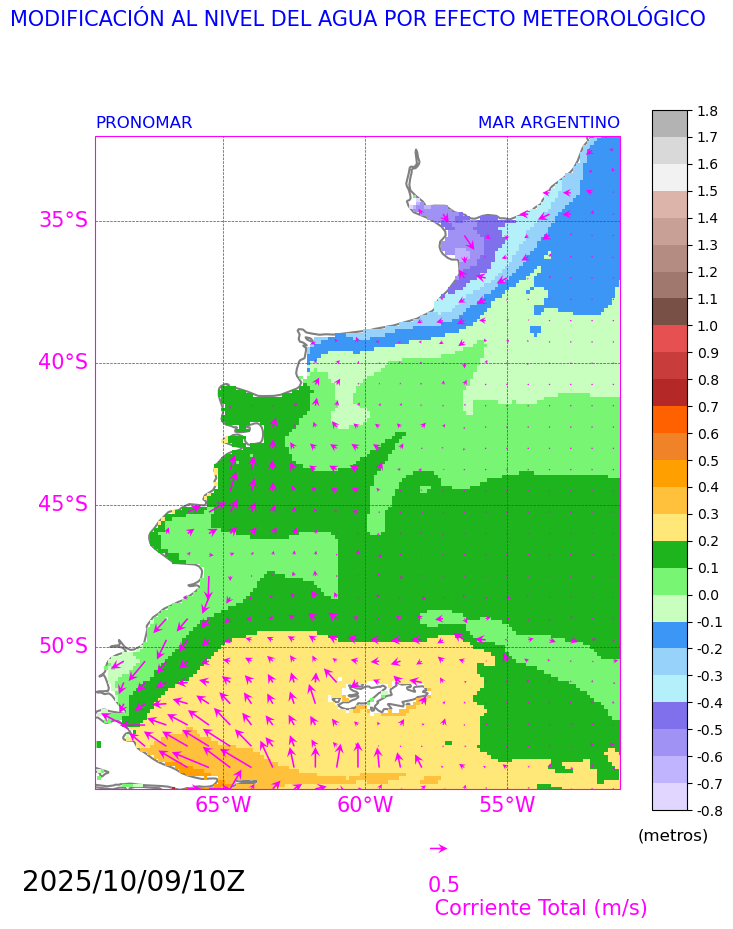 MODIFICACIÓN AL NIVEL DEL AGUA POR EFECTO METEOROLÓGICO
PRONOMAR MAR ARGENTINO
35°S
40°S
45°S
50°S
65°W 60°W 55°W
1.8
1.7
1.6
1.5
1.4
1.3
1.2
1.1
1.0
0.9
0.8
0.7
0.6
0.5
0.4
0.3
0.2
0.1
0.0
-0.1
-0.2
-0.3
-0.4
-0.5
-0.6
-0.7
-0.8
(metros)
2025/10/09/10Z
0.5
Corriente Total (m/s)